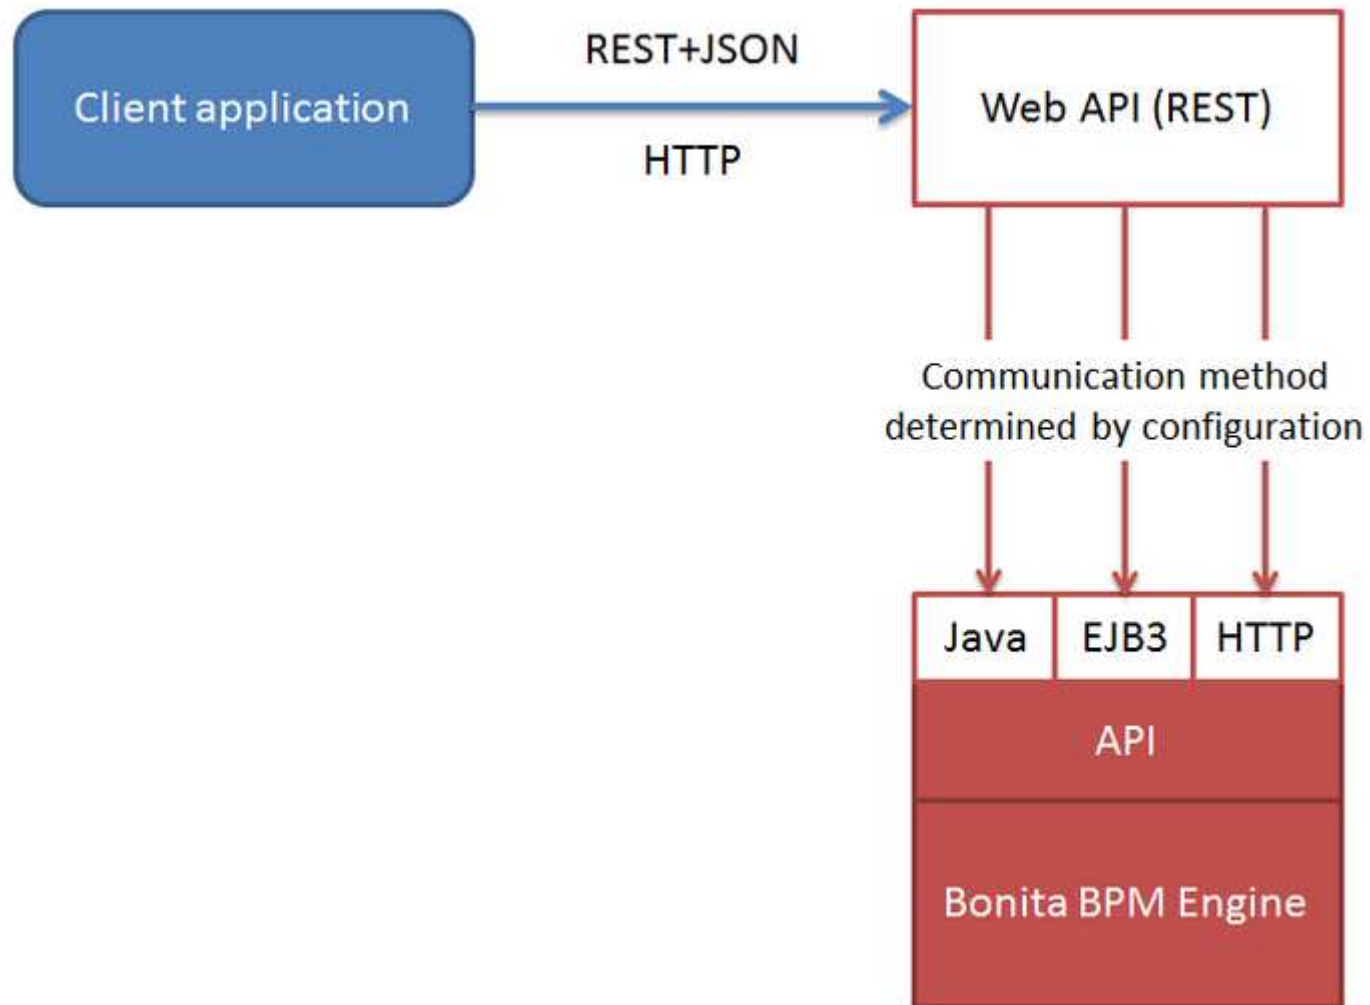 REST+JSON
Client application
Web API (REST)
HTTP
Communication method
determined by configuration
Java
EJB3
HTTP
API
Bonita BPM Engine